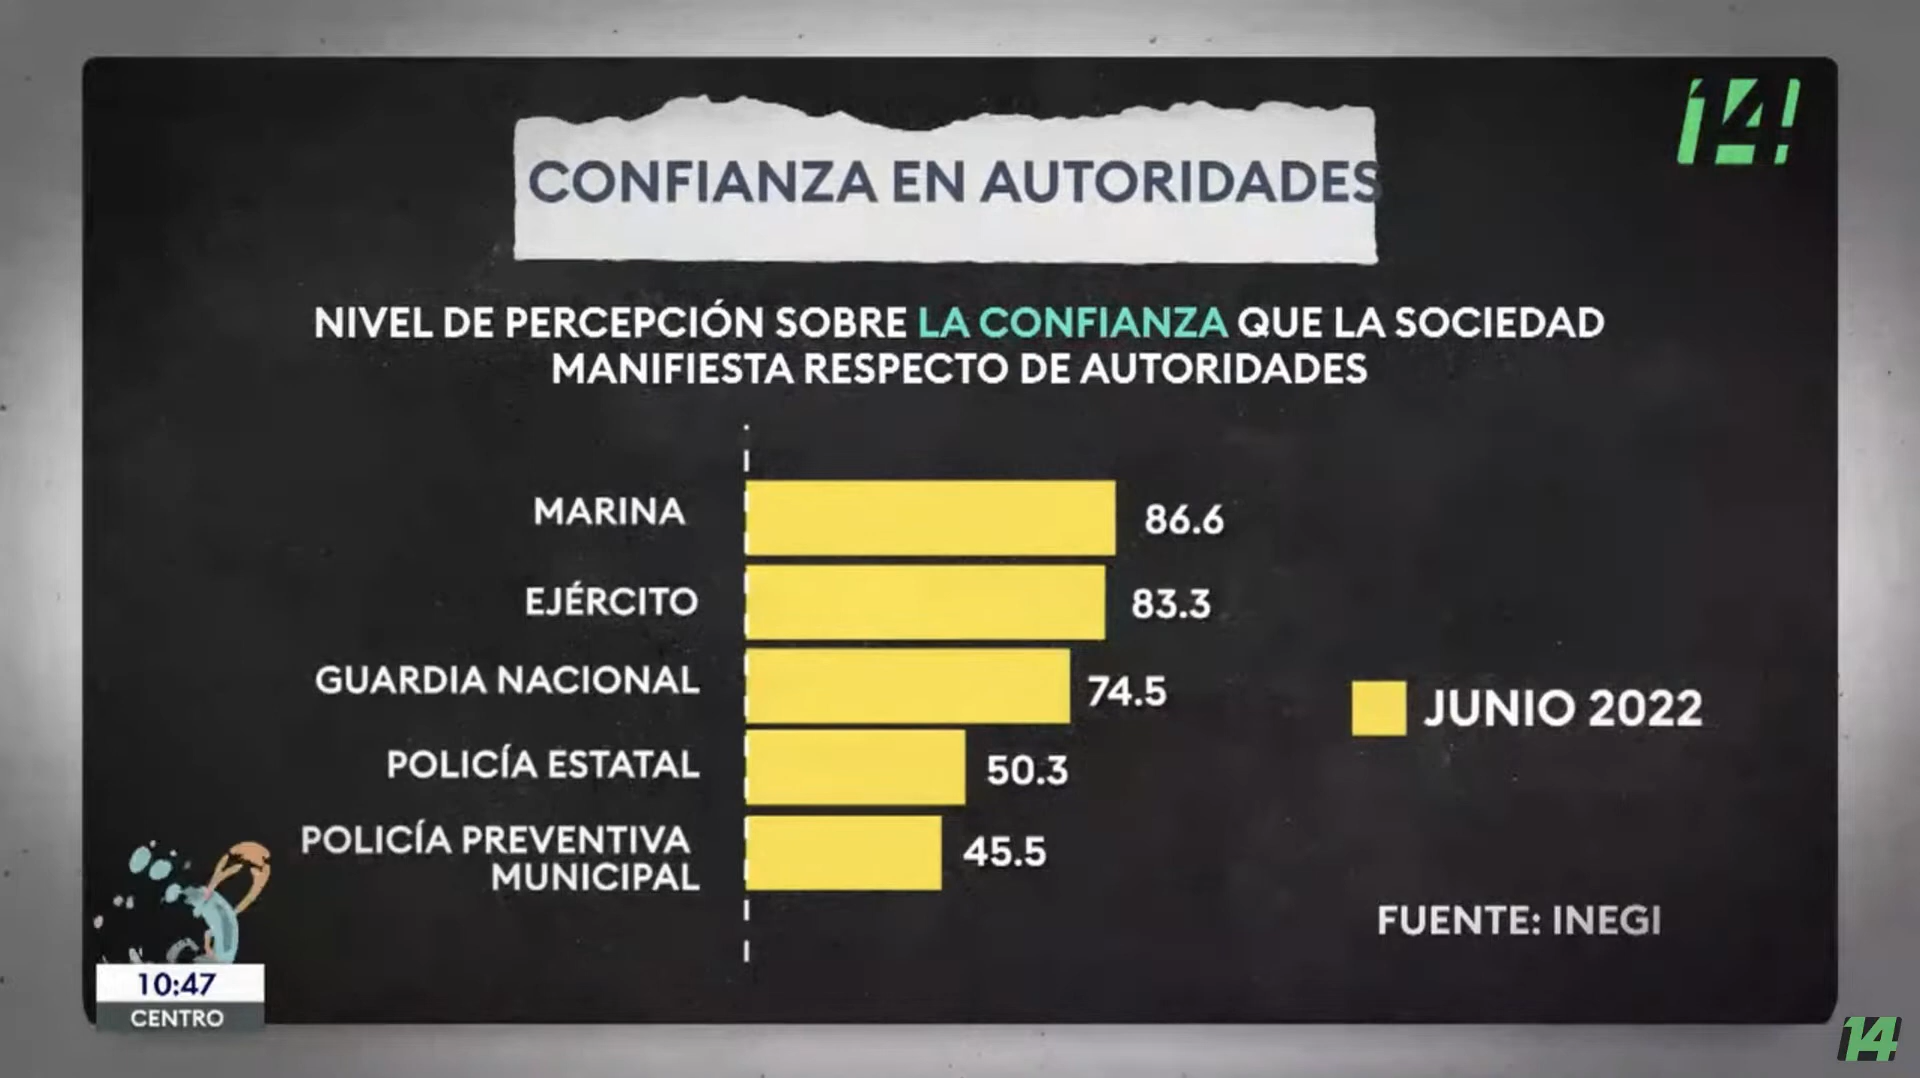 14!
CONFIANZA EN AUTORIDADES
NIVEL DE PERCEPCIÓN SOBRE LA CONFIANZA QUE LA SOCIEDAD
MANIFIESTA RESPECTO DE AUTORIDADES
MARINA 86.6
EJÉRCITO 83.3
GUARDIA NACIONAL 74.5
POLICÍA ESTATAL 50.3
POLICÍA PREVENTIVA
MUNICIPAL 45.5
JUNIO 2022
FUENTE: INEGI
10:47
CENTRO
14